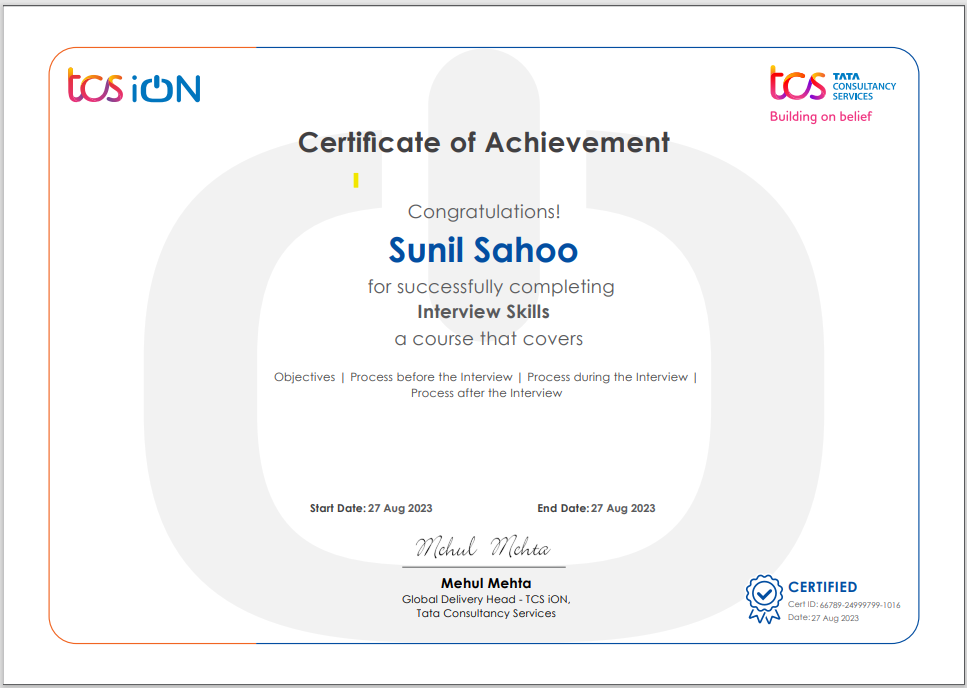 tcs iON
tcs TATA CONSULTANCY SERVICES
Building on belief
Certificate of Achievement
Congratulations!
Sunil Sahoo
for successfully completing
Interview Skills
a course that covers
Objectives | Process before the Interview | Process during the Interview |
Process after the Interview
Start Date: 27 Aug 2023 End Date: 27 Aug 2023
Mehul Mehta
Mehul Mehta
Global Delivery Head - TCS iON,
Tata Consultancy Services
CERTIFIED
Cert ID: 66789-24999799-1016
Date: 27 Aug 2023